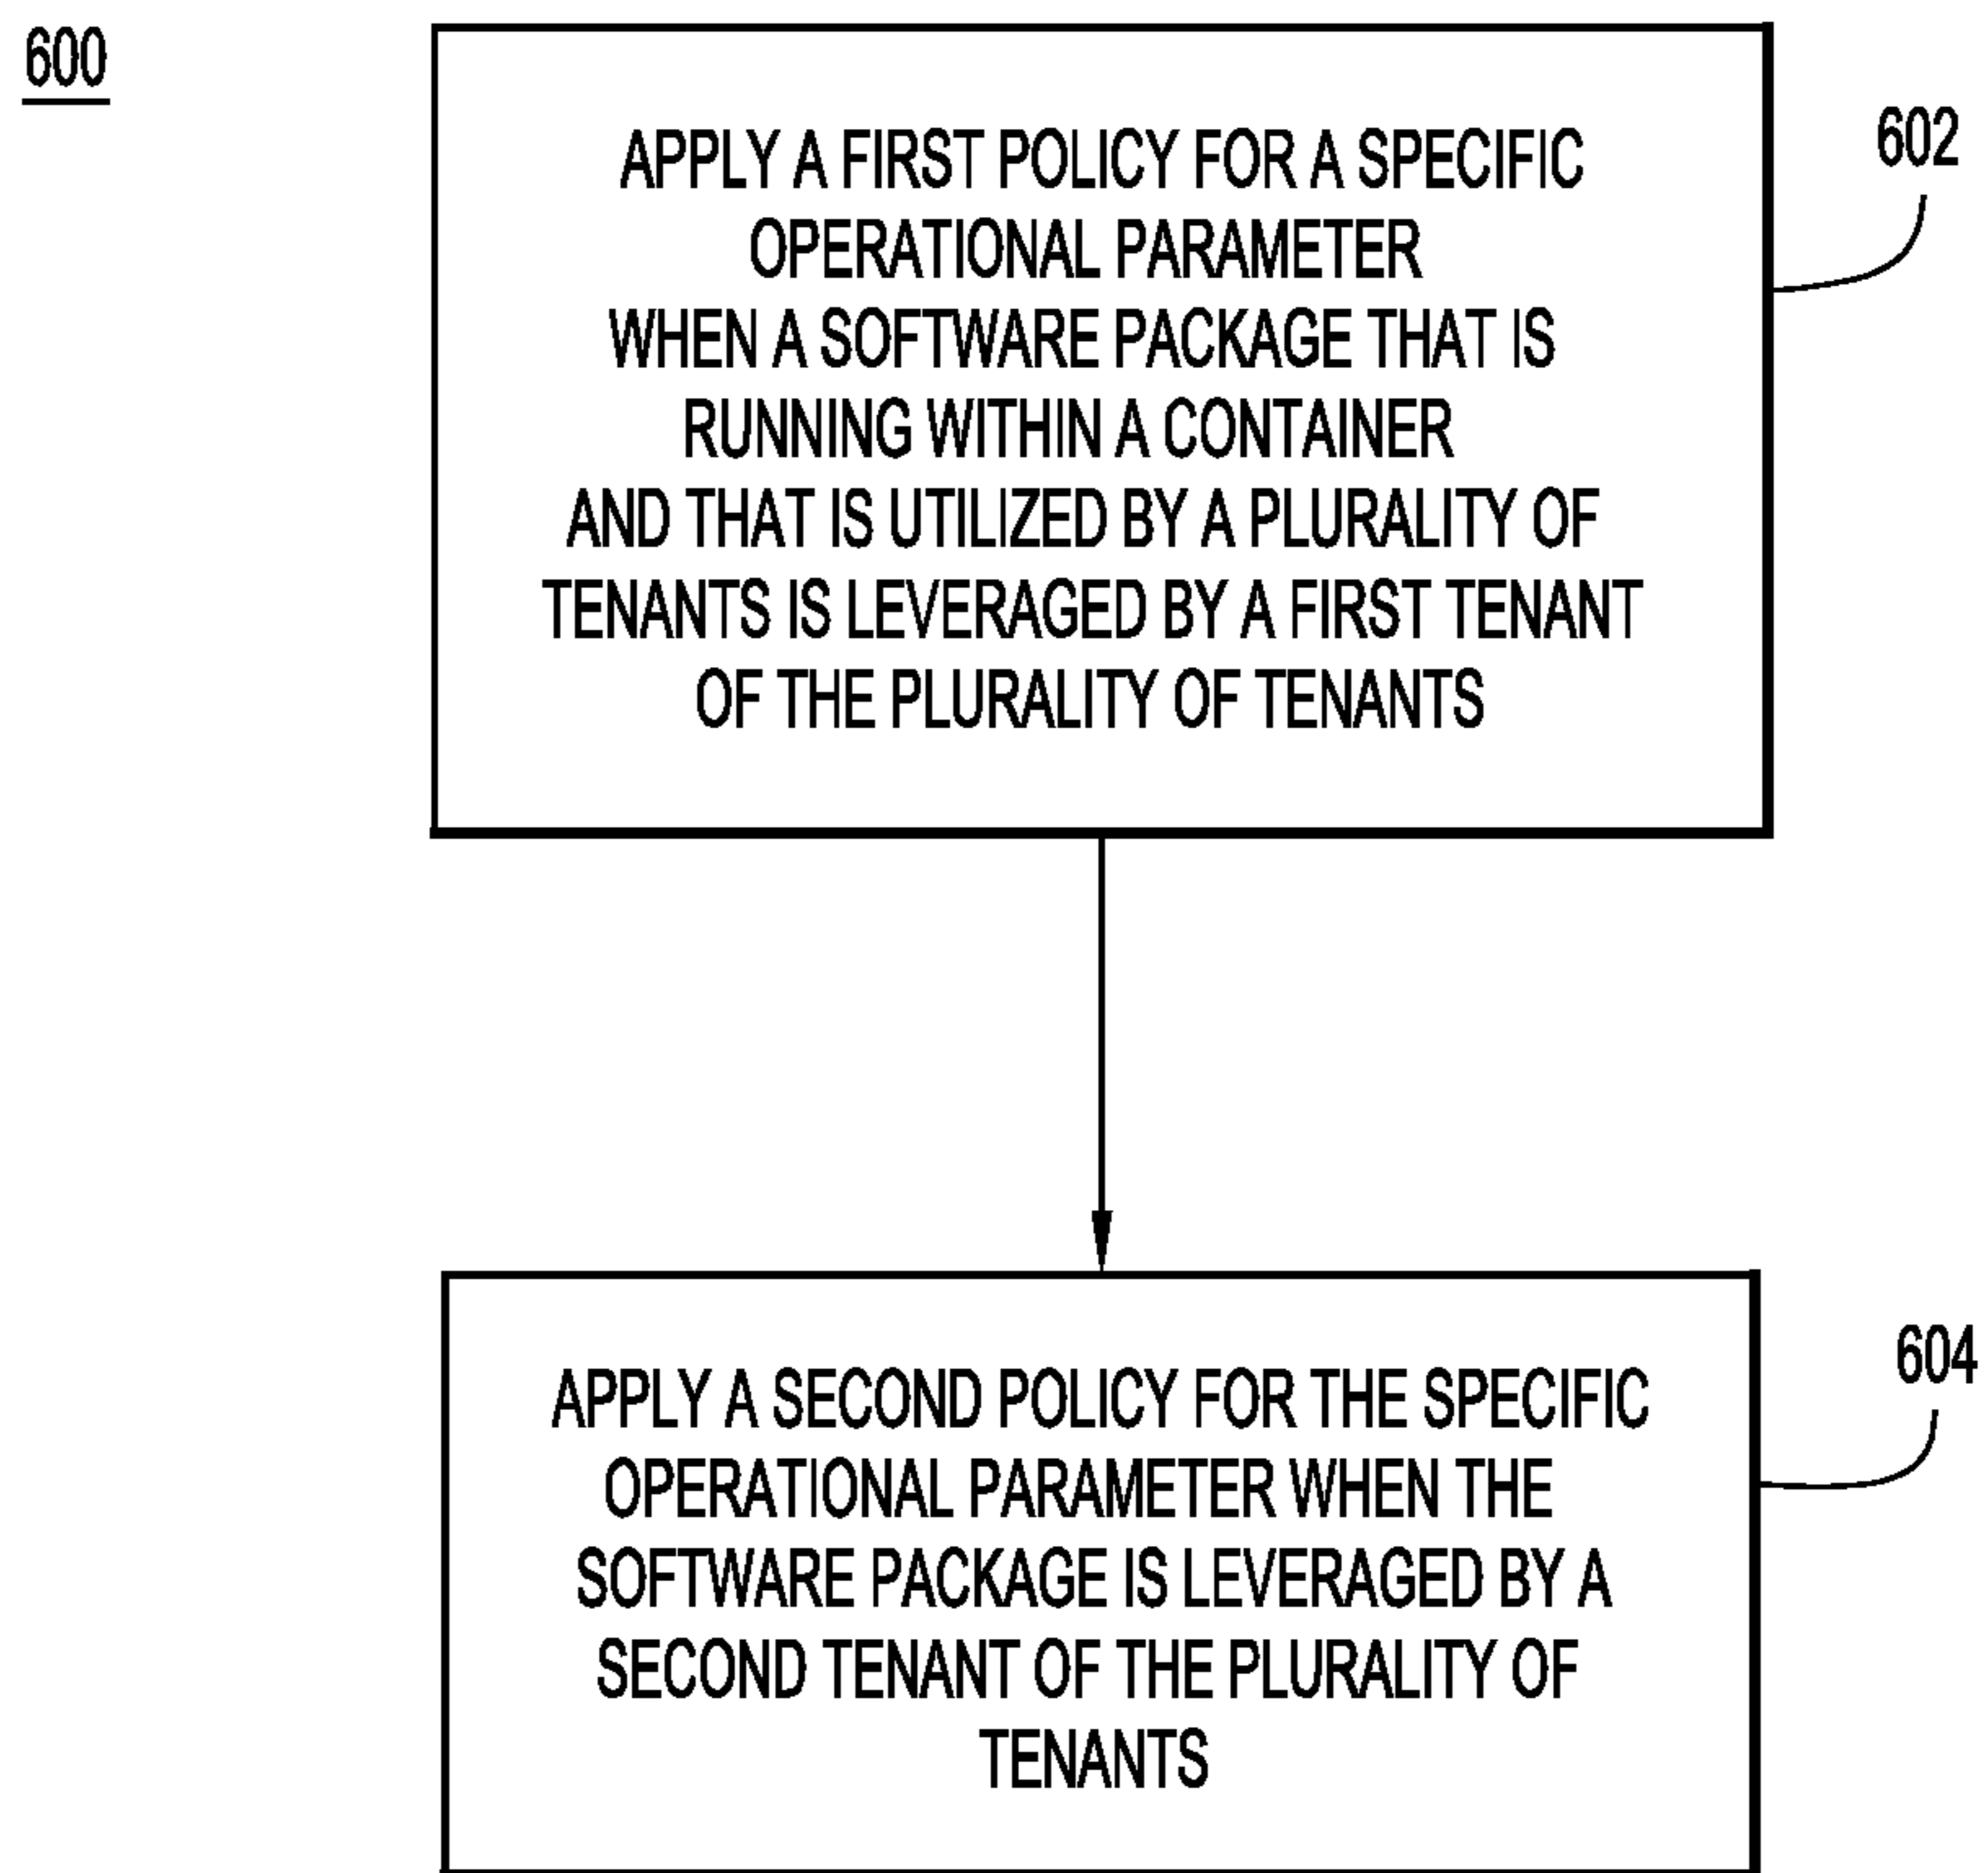 600
APPLY A FIRST POLICY FOR A SPECIFIC
OPERATIONAL PARAMETER
WHEN A SOFTWARE PACKAGE THAT IS
RUNNING WITHIN A CONTAINER
AND THAT IS UTILIZED BY A PLURALITY OF
TENANTS IS LEVERAGED BY A FIRST TENANT
OF THE PLURALITY OF TENANTS
602
APPLY A SECOND POLICY FOR THE SPECIFIC
OPERATIONAL PARAMETER WHEN THE
SOFTWARE PACKAGE IS LEVERAGED BY A
SECOND TENANT OF THE PLURALITY OF
TENANTS
604